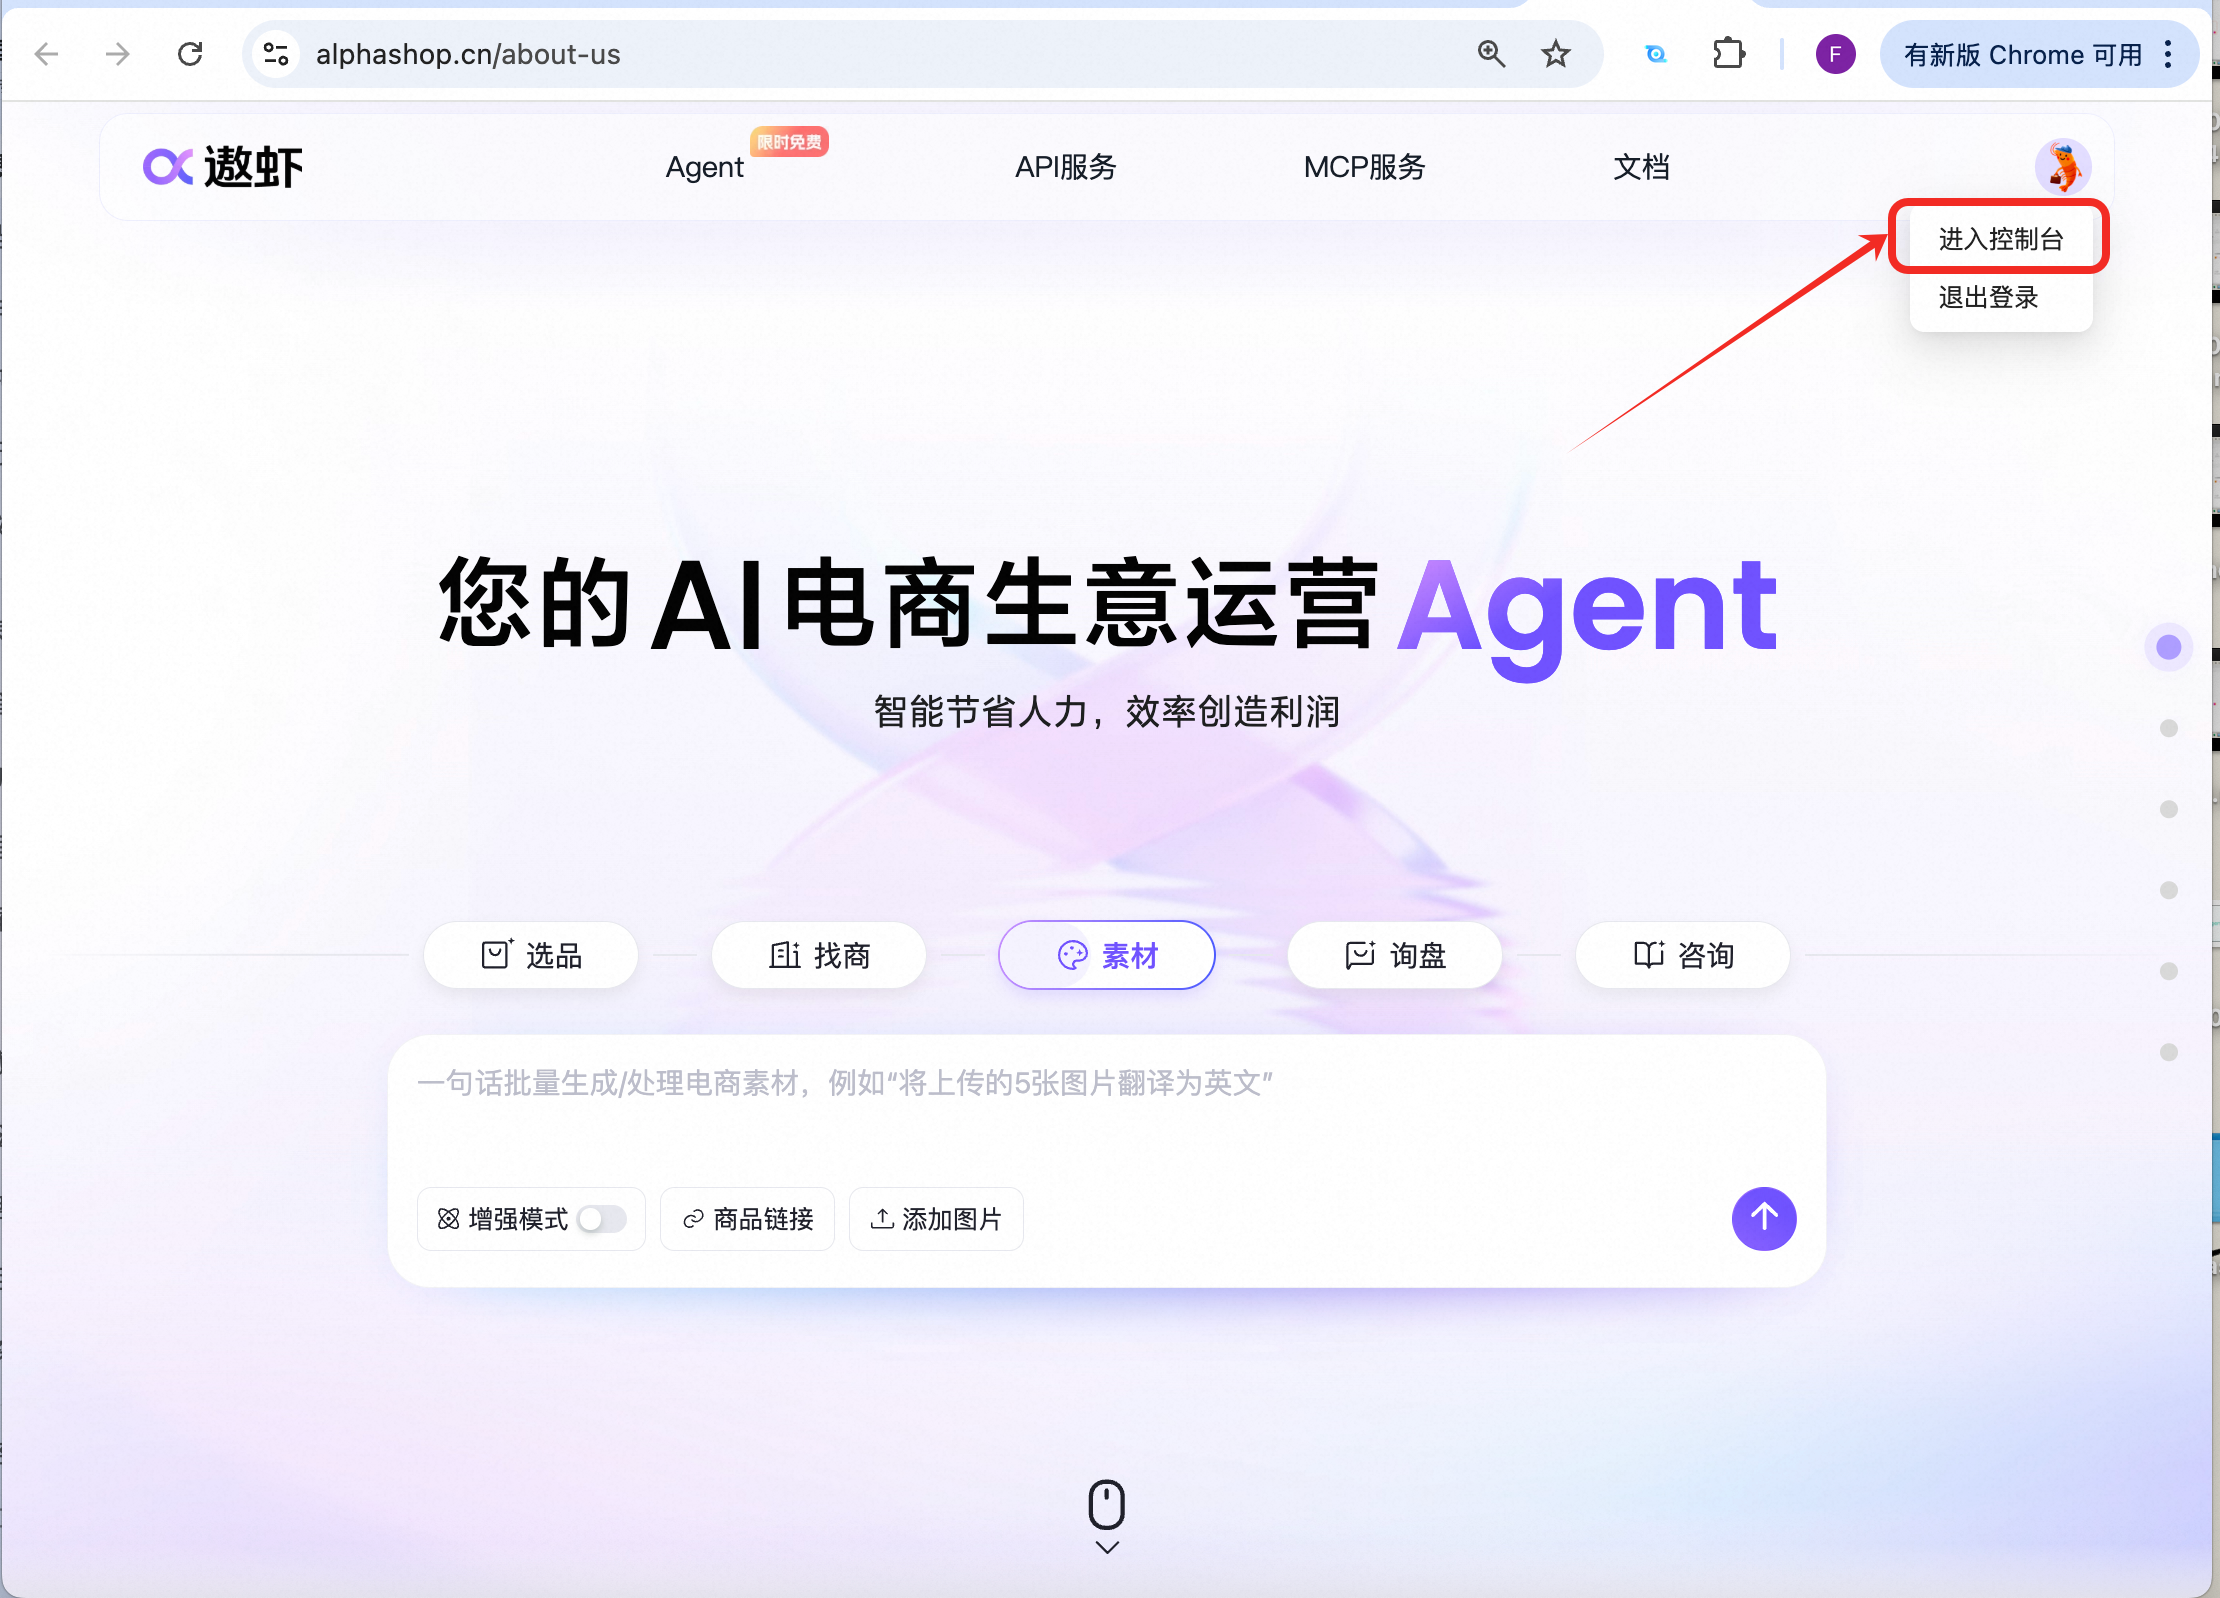 alphashop.cn/about-us
F
有新版 Chrome 可用
遨虾
Agent
限时免费
API服务
MCP服务
文档
进入控制台
退出登录
您的AI电商生意运营Agent
智能节省人力，效率创造利润
选品
找商
素材
询盘
咨询
一句话批量生成/处理电商素材，例如“将上传的5张图片翻译为英文”
增强模式
商品链接
添加图片